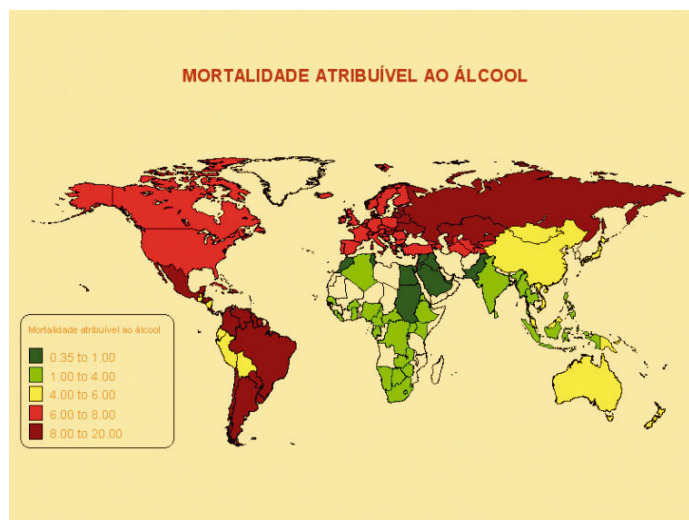 MORTALIDADE ATRIBUÍVEL AO ÁLCOOL
Mortalidade atribuível ao álcool
0.35 to 1.00
1.00 to 4.00
4.00 to 6.00
6.00 to 8.00
8.00 to 20.00